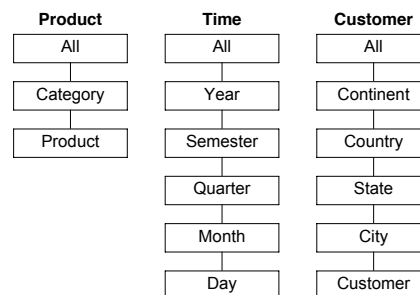 Product
All
Category
Product
Time
All
Year
Semester
Quarter
Month
Day
Customer
All
Continent
Country
State
City
Customer